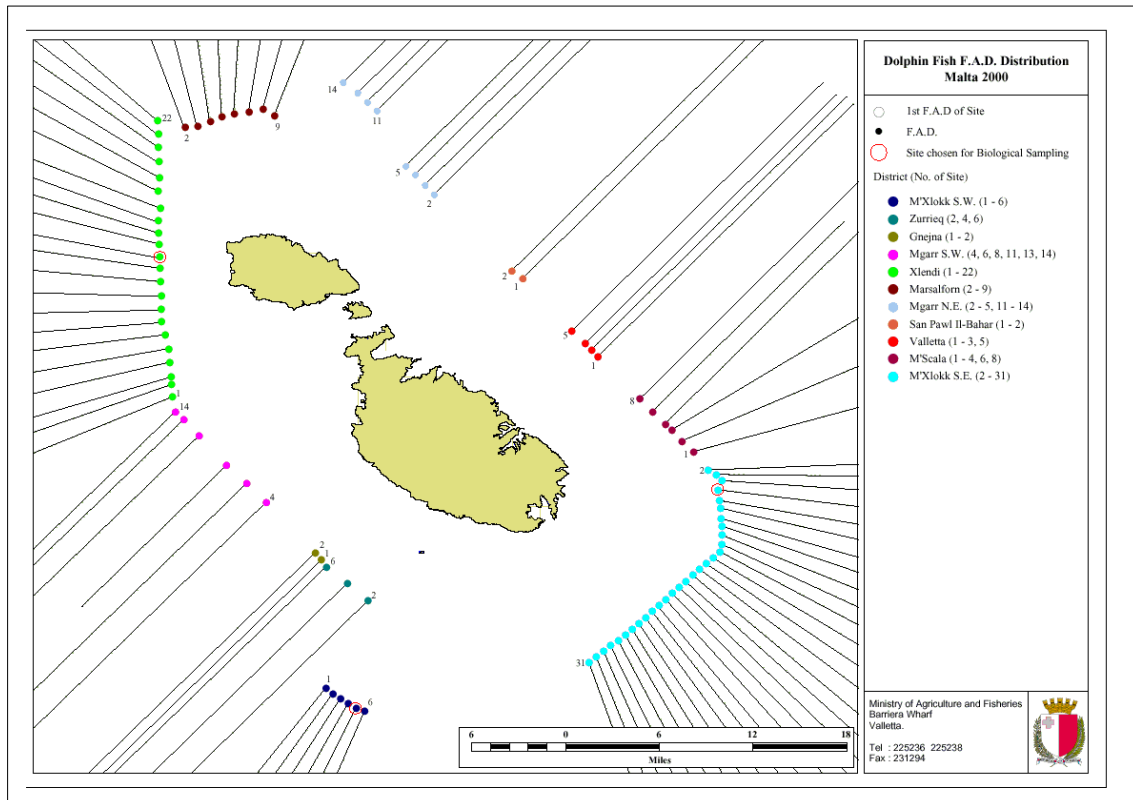 Dolphin Fish F.A.D. Distribution
Malta 2000
1st F.A.D of Site
F.A.D.
Site chosen for Biological Sampling
District (No. of Site)
M'Xlokk S.W. (1 - 6)
Zurrieq (2, 4, 6)
Gnejna (1 - 2)
Mgarr S.W. (4, 6, 8, 11, 13, 14)
Xlendi (1 - 22)
Marsalforn (2 - 9)
Mgarr N.E. (2 - 5, 11 - 14)
San Pawl Il-Bahar (1 - 2)
Valletta (1 - 3, 5)
M'Scala (1 - 4, 6, 8)
M'Xlokk S.E. (2 - 31)
Ministry of Agriculture and Fisheries
Barriera Wharf
Valletta.
Tel : 225236 225238
Fax : 231294
22
2
9
14
11
5
2
2
1
5
1
8
1
2
31
1
14
4
2
1
6
2
1
6
6 0 6 12 18
Miles